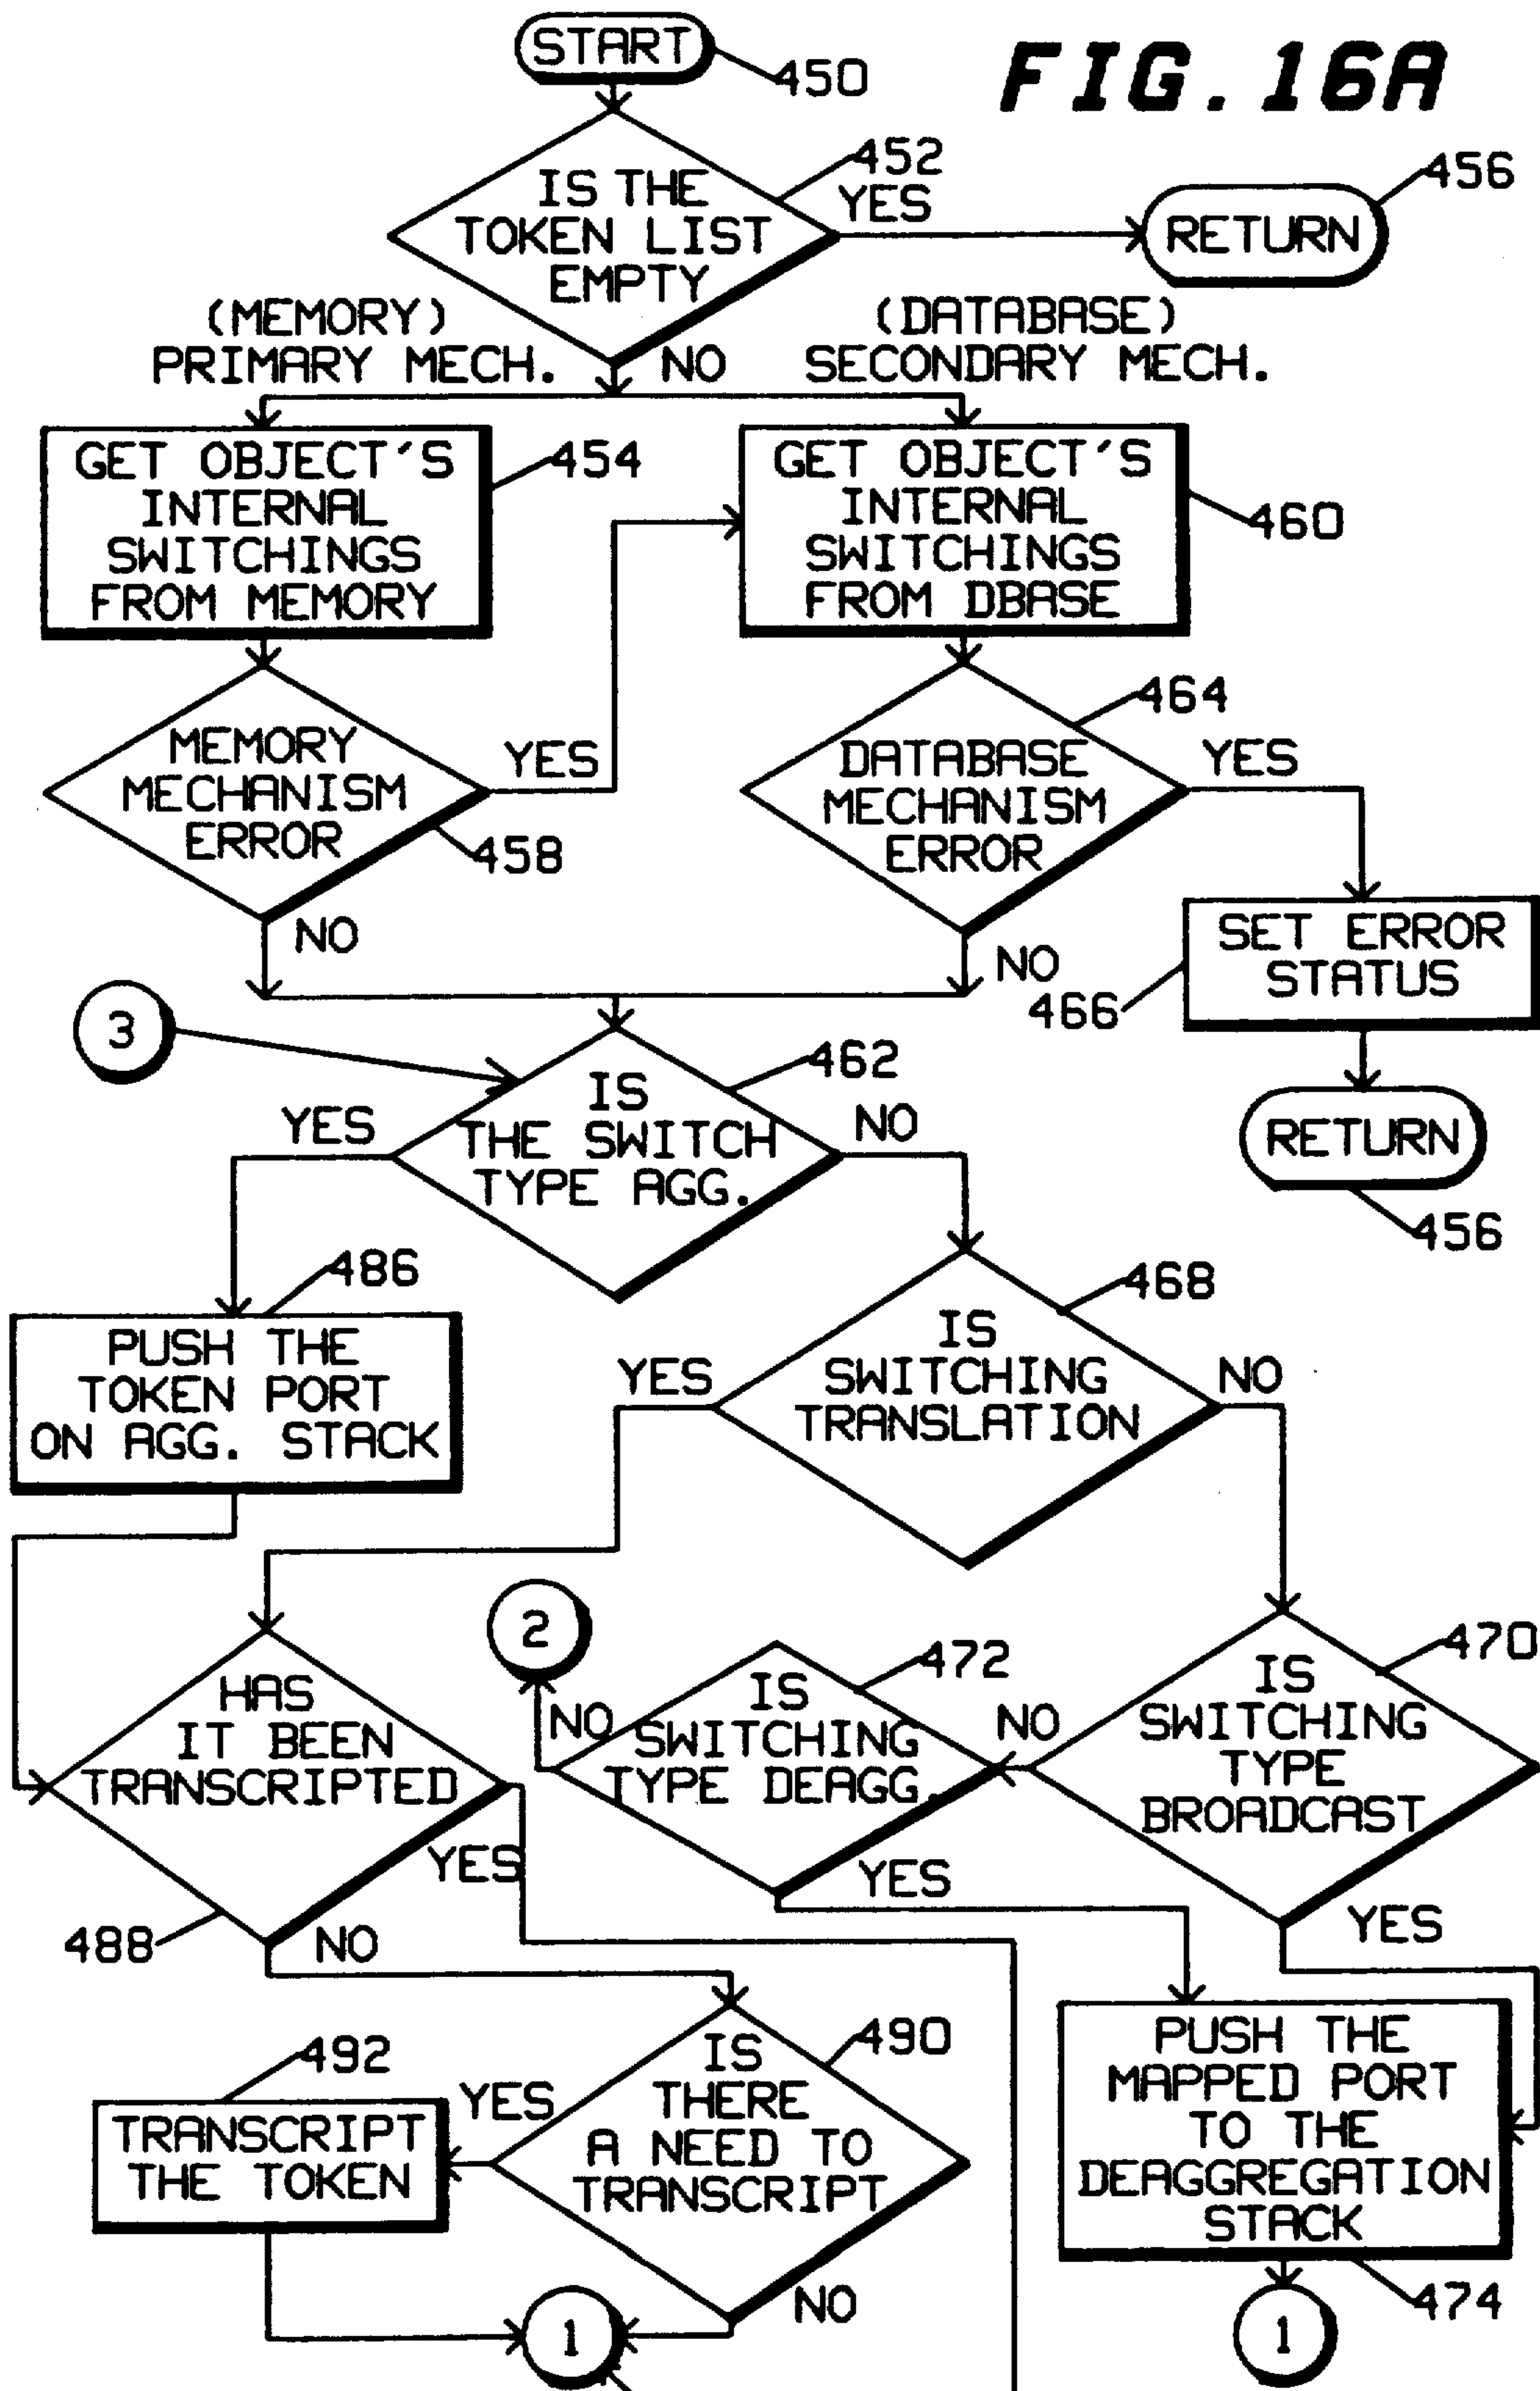 START
450
FIG. 16A
452
IS THE
TOKEN LIST
EMPTY
YES
456
RETURN
(MEMORY)
PRIMARY MECH.
NO
(DATABASE)
SECONDARY MECH.
GET OBJECT'S
INTERNAL
SWITCHINGS
FROM MEMORY
454
GET OBJECT'S
INTERNAL
SWITCHINGS
FROM DBASE
460
MEMORY
MECHANISM
ERROR
YES
458
NO
464
DATABASE
MECHANISM
ERROR
YES
NO
SET ERROR
STATUS
466
RETURN
456
3
462
IS
THE SWITCH
TYPE AGG.
YES
NO
486
PUSH THE
TOKEN PORT
ON AGG. STACK
468
IS
SWITCHING
TRANSLATION
YES
NO
2
472
IS
SWITCHING
TYPE DEAGG.
NO
NO
YES
470
IS
SWITCHING
TYPE
BROADCAST
YES
HAS
IT BEEN
TRANSCRIPTED
YES
488
NO
492
TRANSCRIPT
THE TOKEN
YES
490
IS
THERE
A NEED TO
TRANSCRIPT
NO
1
PUSH THE
MAPPED PORT
TO THE
DEAGGREGATION
STACK
474
1